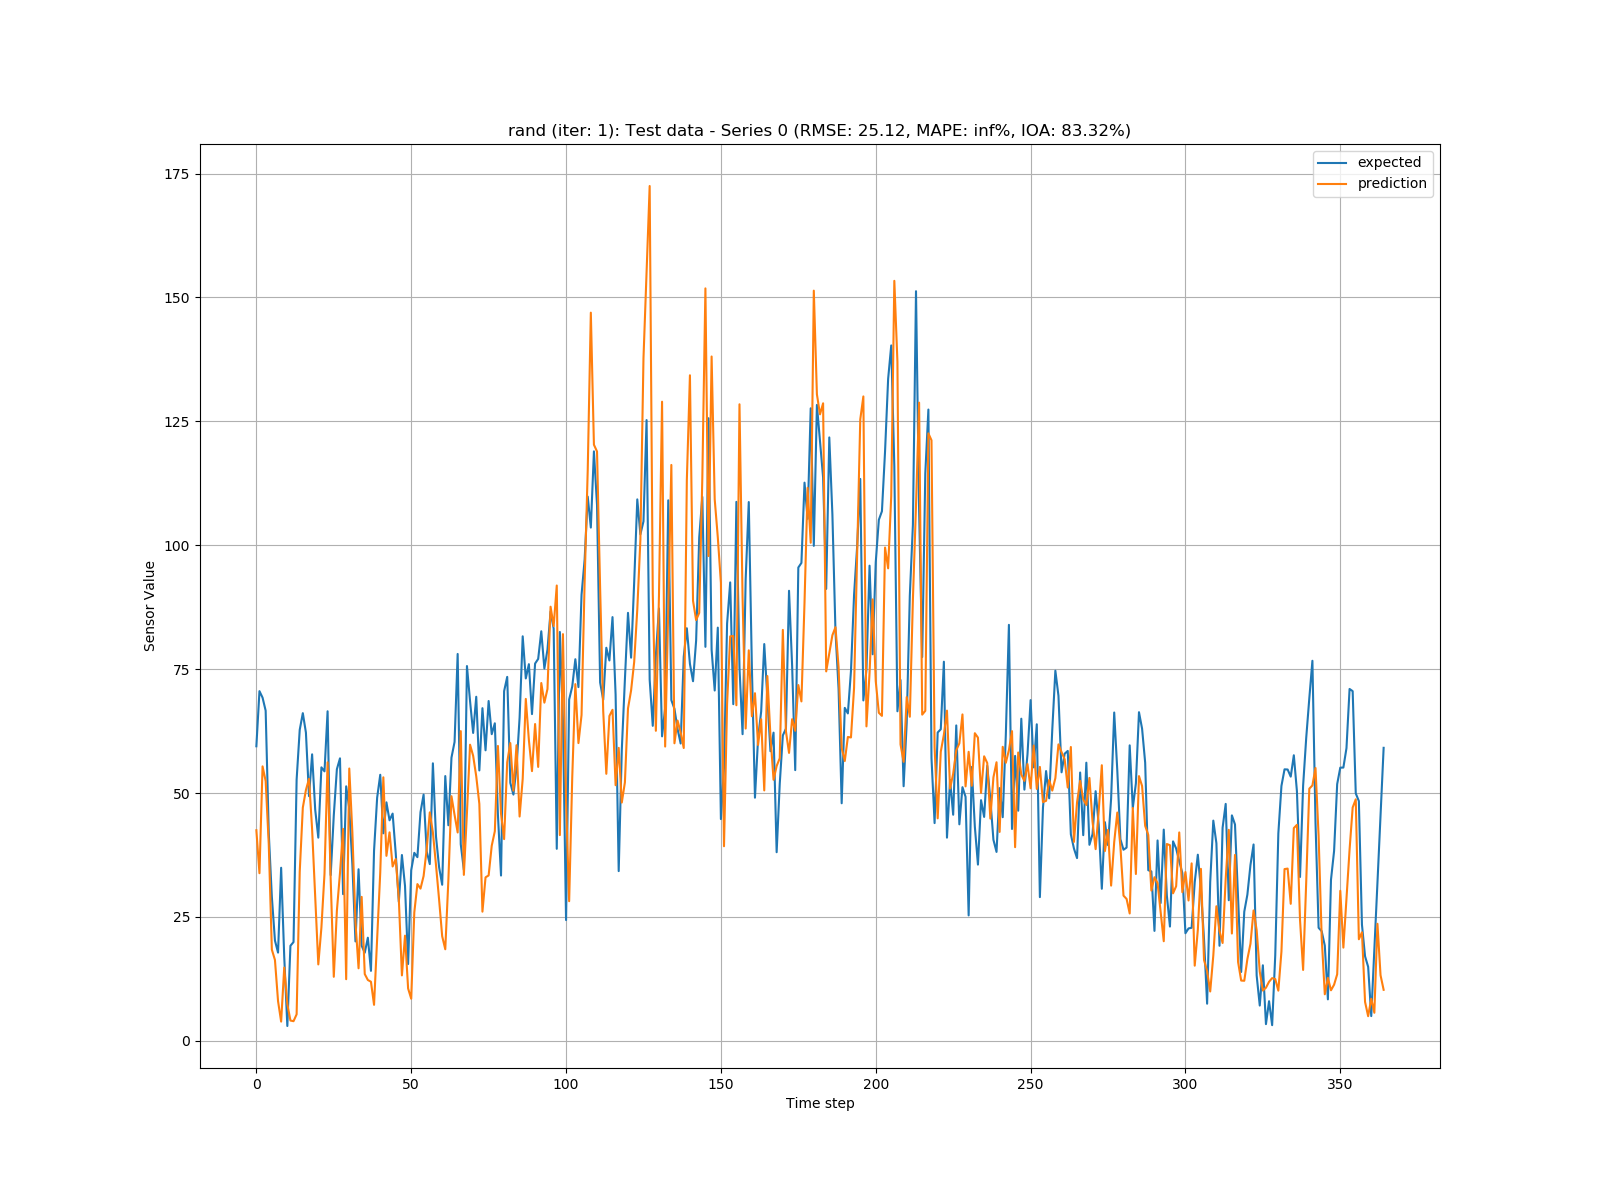 rand (iter: 1): Test data - Series 0 (RMSE: 25.12, MAPE: inf%, IOA: 83.32%)
expected
prediction
175
150
125
100
75
50
25
0
Sensor Value
0 50 100 150 200 250 300 350
Time step